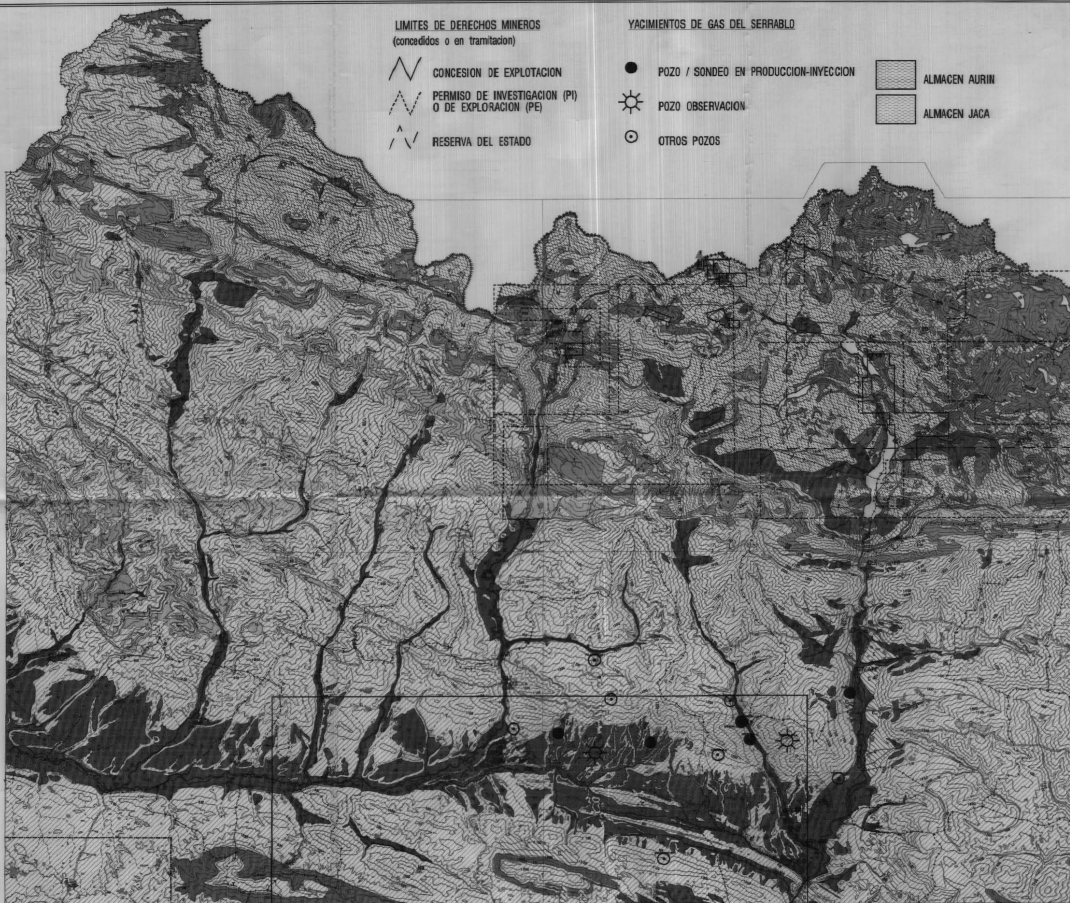 LIMITES DE DERECHOS MINEROS
(concedidos o en tramitacion)
CONCESION DE EXPLOTACION
PERMISO DE INVESTIGACION (PI)
O DE EXPLORACION (PE)
RESERVA DEL ESTADO
YACIMIENTOS DE GAS DEL SERRABLO
POZO / SONDEO EN PRODUCCION-INYECCION
POZO OBSERVACION
OTROS POZOS
ALMACEN AURIN
ALMACEN JACA